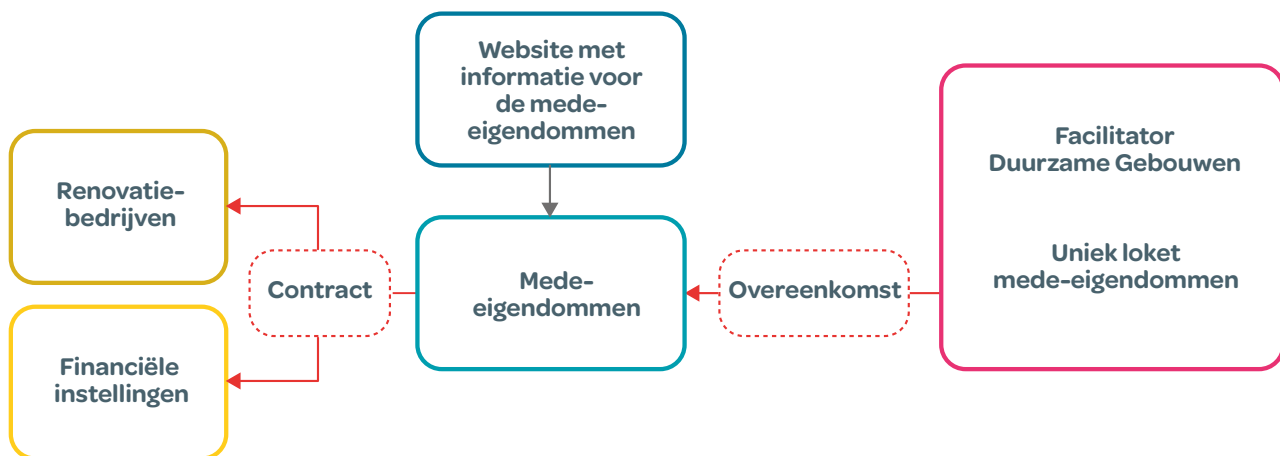 Website met
informatie voor
de mede-
eigendommen
Facilitator
Duurzame Gebouwen
Renovatie-
bedrijven
Uniek loket
mede-eigendommen
Contract
Mede-
eigendommen
Overeenkomst
Financiële
instellingen